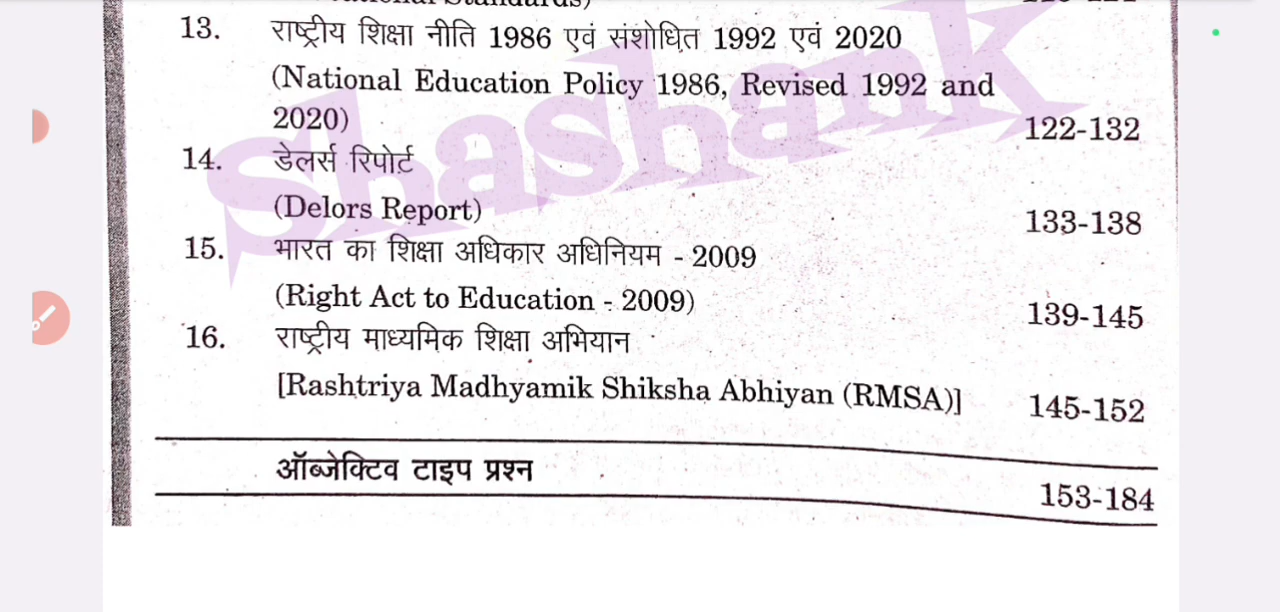 13. राष्ट्रीय शिक्षा नीति 1986 एवं संशोधित 1992 एवं 2020
(National Education Policy 1986, Revised 1992 and
2020) 122-132
14. डेलर्स रिपोर्ट
(Delors Report) 133-138
15. भारत का शिक्षा अधिकार अधिनियम - 2009
(Right Act to Education - 2009) 139-145
16. राष्ट्रीय माध्यमिक शिक्षा अभियान
[Rashtriya Madhyamik Shiksha Abhiyan (RMSA)] 145-152
ऑब्जेक्टिव टाइप प्रश्न 153-184
Shashank